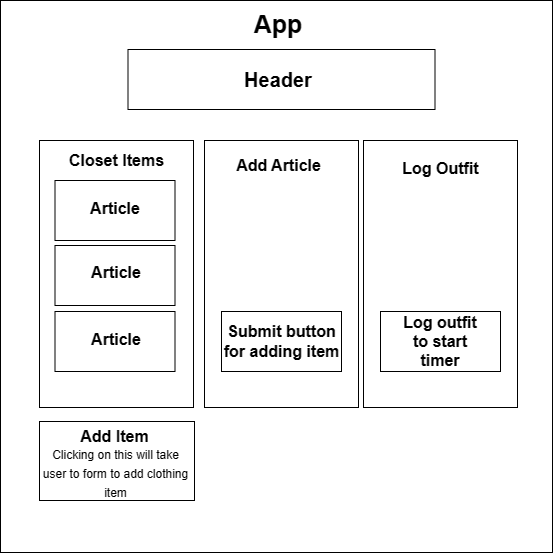 App
Header
Closet Items
Article
Article
Article
Add Article
Submit button
for adding item
Log Outfit
Log outfit
to start
timer
Add Item
Clicking on this will take
user to form to add clothing
item